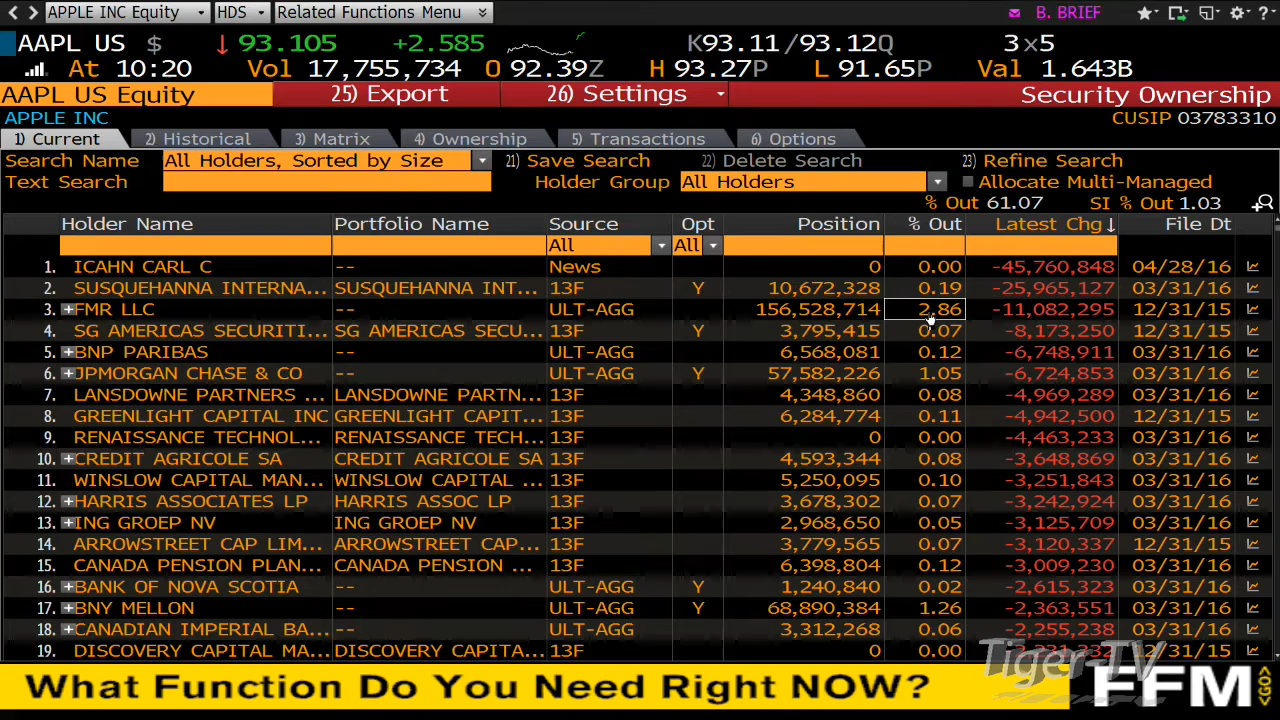 APPLE INC Equity HDS Related Functions Menu B. BRIEF
AAPL US $ ↓ 93.105 +2.585 K93.11/93.12Q 3×5
At 10:20 Vol 17,755,734 O 92.39Z H 93.27P L 91.65P Val 1.643B
AAPL US Equity 25) Export 26) Settings Security Ownership
APPLE INC CUSIP 03783310
1) Current 2) Historical 3) Matrix 4) Ownership 5) Transactions 6) Options
Search Name All Holders, Sorted by Size 21) Save Search 22) Delete Search 23) Refine Search
Text Search Holder Group All Holders Allocate Multi-Managed
% Out 61.07 SI % Out 1.03
Holder Name Portfolio Name Source Opt Position % Out Latest Chg↓ File Dt
All All
1. ICAHN CARL C -- News 0 0.00 -45,760,848 04/28/16
2. SUSQUEHANNA INTERNA... SUSQUEHANNA INT... 13F Y 10,672,328 0.19 -25,965,127 03/31/16
3. +FMR LLC -- ULT-AGG 156,528,714 2.86 -11,082,295 12/31/15
4. SG AMERICAS SECURITI... SG AMERICAS SECU... 13F Y 3,795,415 0.07 -8,173,250 03/31/16
5. +BNP PARIBAS -- ULT-AGG 6,568,081 0.12 -6,748,911 03/31/16
6. +JPMORGAN CHASE & CO -- ULT-AGG Y 57,582,226 1.05 -6,724,853 03/31/16
7. LANSDOWNE PARTNERS ... LANSDOWNE PARTN... 13F 4,348,860 0.08 -4,969,289 03/31/16
8. GREENLIGHT CAPITAL INC GREENLIGHT CAPIT... 13F 6,284,774 0.11 -4,942,500 12/31/15
9. RENAISSANCE TECHNOL... RENAISSANCE TECH... 13F 0 0.00 -4,463,233 03/31/16
10. +CREDIT AGRICOLE SA CREDIT AGRICOLE SA 13F 4,593,344 0.08 -3,648,869 03/31/16
11. WINSLOW CAPITAL MAN... WINSLOW CAPITAL ... 13F 5,250,095 0.10 -3,251,843 03/31/16
12. +HARRIS ASSOCIATES LP HARRIS ASSOC LP 13F 3,678,302 0.07 -3,242,924 03/31/16
13. +ING GROEP NV ING GROEP NV 13F 2,968,650 0.05 -3,125,709 03/31/16
14. ARROWSTREET CAP LIM... ARROWSTREET CAP... 13F 3,779,565 0.07 -3,120,337 12/31/15
15. CANADA PENSION PLAN... CANADA PENSION ... 13F 6,398,804 0.12 -3,009,230 03/31/16
16. +BANK OF NOVA SCOTIA -- ULT-AGG Y 1,240,840 0.02 -2,615,323 03/31/16
17. +BNY MELLON -- ULT-AGG Y 68,890,384 1.26 -2,363,551 03/31/16
18. +CANADIAN IMPERIAL BA... -- ULT-AGG 3,312,268 0.06 -2,255,238 03/31/16
19. DISCOVERY CAPITAL MA... DISCOVERY CAPITA... 13F 0 0.00 12/31/15
Tiger-TV
What Function Do You Need Right NOW? FFM